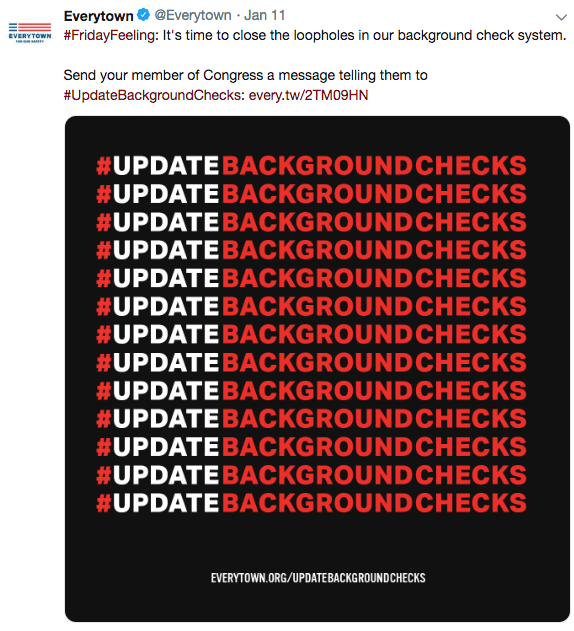 Everytown @Everytown · Jan 11
EVERYTOWN
FOR GUN SAFETY
#FridayFeeling: It's time to close the loopholes in our background check system.
Send your member of Congress a message telling them to
#UpdateBackgroundChecks: every.tw/2TM09HN
#UPDATEBACKGROUNDCHECKS
#UPDATEBACKGROUNDCHECKS
#UPDATEBACKGROUNDCHECKS
#UPDATEBACKGROUNDCHECKS
#UPDATEBACKGROUNDCHECKS
#UPDATEBACKGROUNDCHECKS
#UPDATEBACKGROUNDCHECKS
#UPDATEBACKGROUNDCHECKS
#UPDATEBACKGROUNDCHECKS
#UPDATEBACKGROUNDCHECKS
#UPDATEBACKGROUNDCHECKS
#UPDATEBACKGROUNDCHECKS
#UPDATEBACKGROUNDCHECKS
EVERYTOWN.ORG/UPDATEBACKGROUNDCHECKS